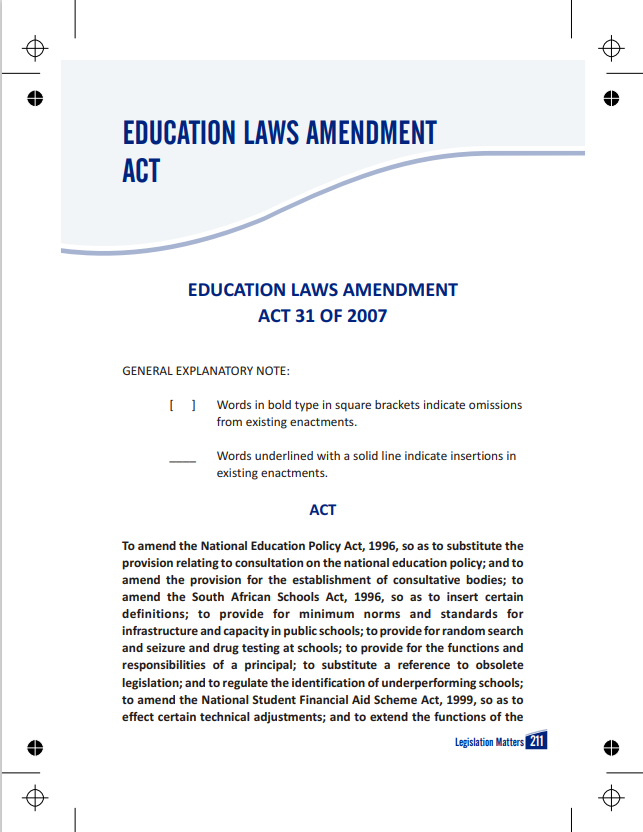 EDUCATION LAWS AMENDMENT
ACT
EDUCATION LAWS AMENDMENT
ACT 31 OF 2007
GENERAL EXPLANATORY NOTE:
[ ] Words in bold type in square brackets indicate omissions
from existing enactments.
____ Words underlined with a solid line indicate insertions in
existing enactments.
ACT
To amend the National Education Policy Act, 1996, so as to substitute the
provision relating to consultation on the national education policy; and to
amend the provision for the establishment of consultative bodies; to
amend the South African Schools Act, 1996, so as to insert certain
definitions; to provide for minimum norms and standards for
infrastructure and capacity in public schools; to provide for random search
and seizure and drug testing at schools; to provide for the functions and
responsibilities of a principal; to substitute a reference to obsolete
legislation; and to regulate the identification of underperforming schools;
to amend the National Student Financial Aid Scheme Act, 1999, so as to
effect certain technical adjustments; and to extend the functions of the
Legislation Matters 211